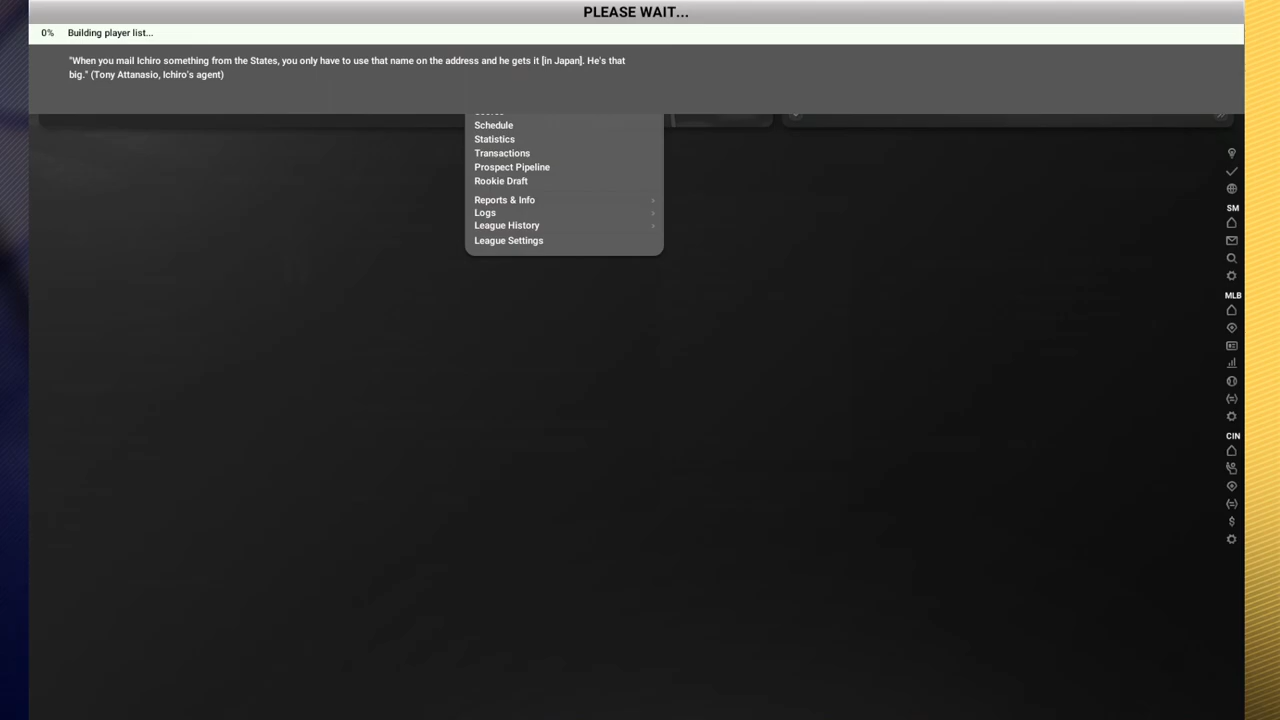 PLEASE WAIT...
0% Building player list...
"When you mail Ichiro something from the States, you only have to use that name on the address and he gets it [in Japan]. He's that
big." (Tony Attanasio, Ichiro's agent)
Schedule
Statistics
Transactions
Prospect Pipeline
Rookie Draft
Reports & Info
Logs
League History
League Settings
SM
MLB
CIN